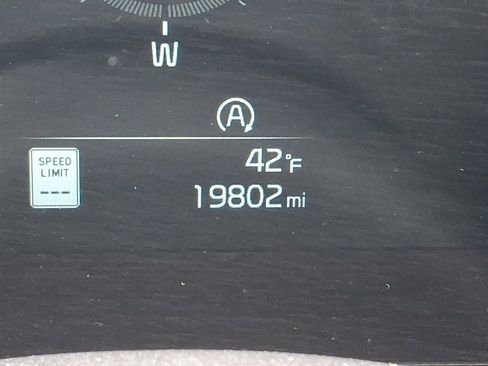 W
A
SPEED
LIMIT
---
42°F
19802 mi